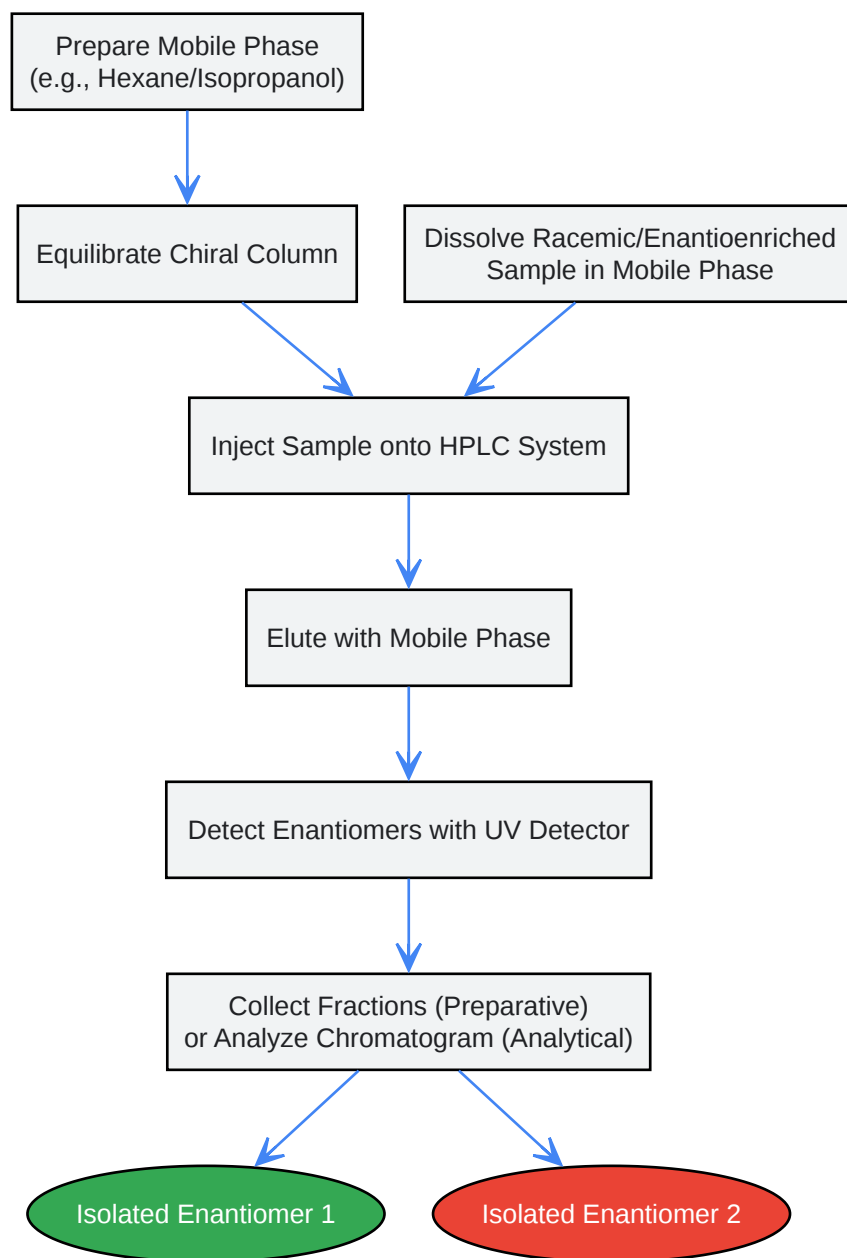 Prepare Mobile Phase
(e.g., Hexane/Isopropanol)
Equilibrate Chiral Column
Dissolve Racemic/Enantioenriched
Sample in Mobile Phase
Inject Sample onto HPLC System
Elute with Mobile Phase
Detect Enantiomers with UV Detector
Collect Fractions (Preparative)
or Analyze Chromatogram (Analytical)
Isolated Enantiomer 1
Isolated Enantiomer 2